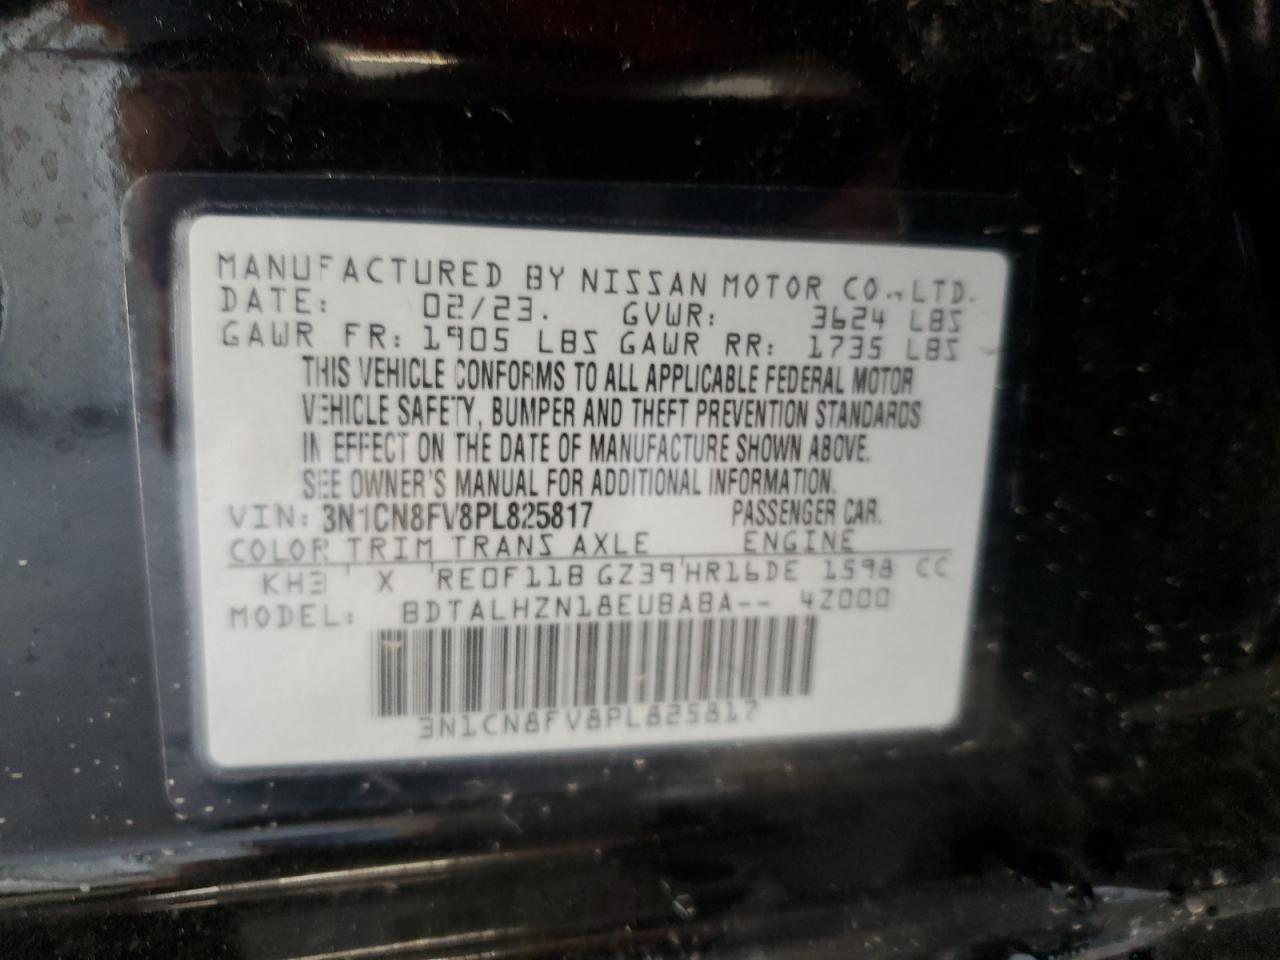 MANUFACTURED BY NISSAN MOTOR CO.,LTD.
DATE: 02/23. GVWR: 3624 LBS
GAWR FR: 1905 LBS GAWR RR: 1735 LBS
THIS VEHICLE CONFORMS TO ALL APPLICABLE FEDERAL MOTOR
VEHICLE SAFETY, BUMPER AND THEFT PREVENTION STANDARDS
IN EFFECT ON THE DATE OF MANUFACTURE SHOWN ABOVE.
SEE OWNER'S MANUAL FOR ADDITIONAL INFORMATION.
VIN: 3N1CN8FV8PL825817 PASSENGER CAR.
COLOR TRIM TRANS AXLE ENGINE
KH3 X RE0F11B GZ39 HR16DE 1598 CC
MODEL: BDTALHZN18EUBABA-- 4Z000
3N1CN8FV8PL825817